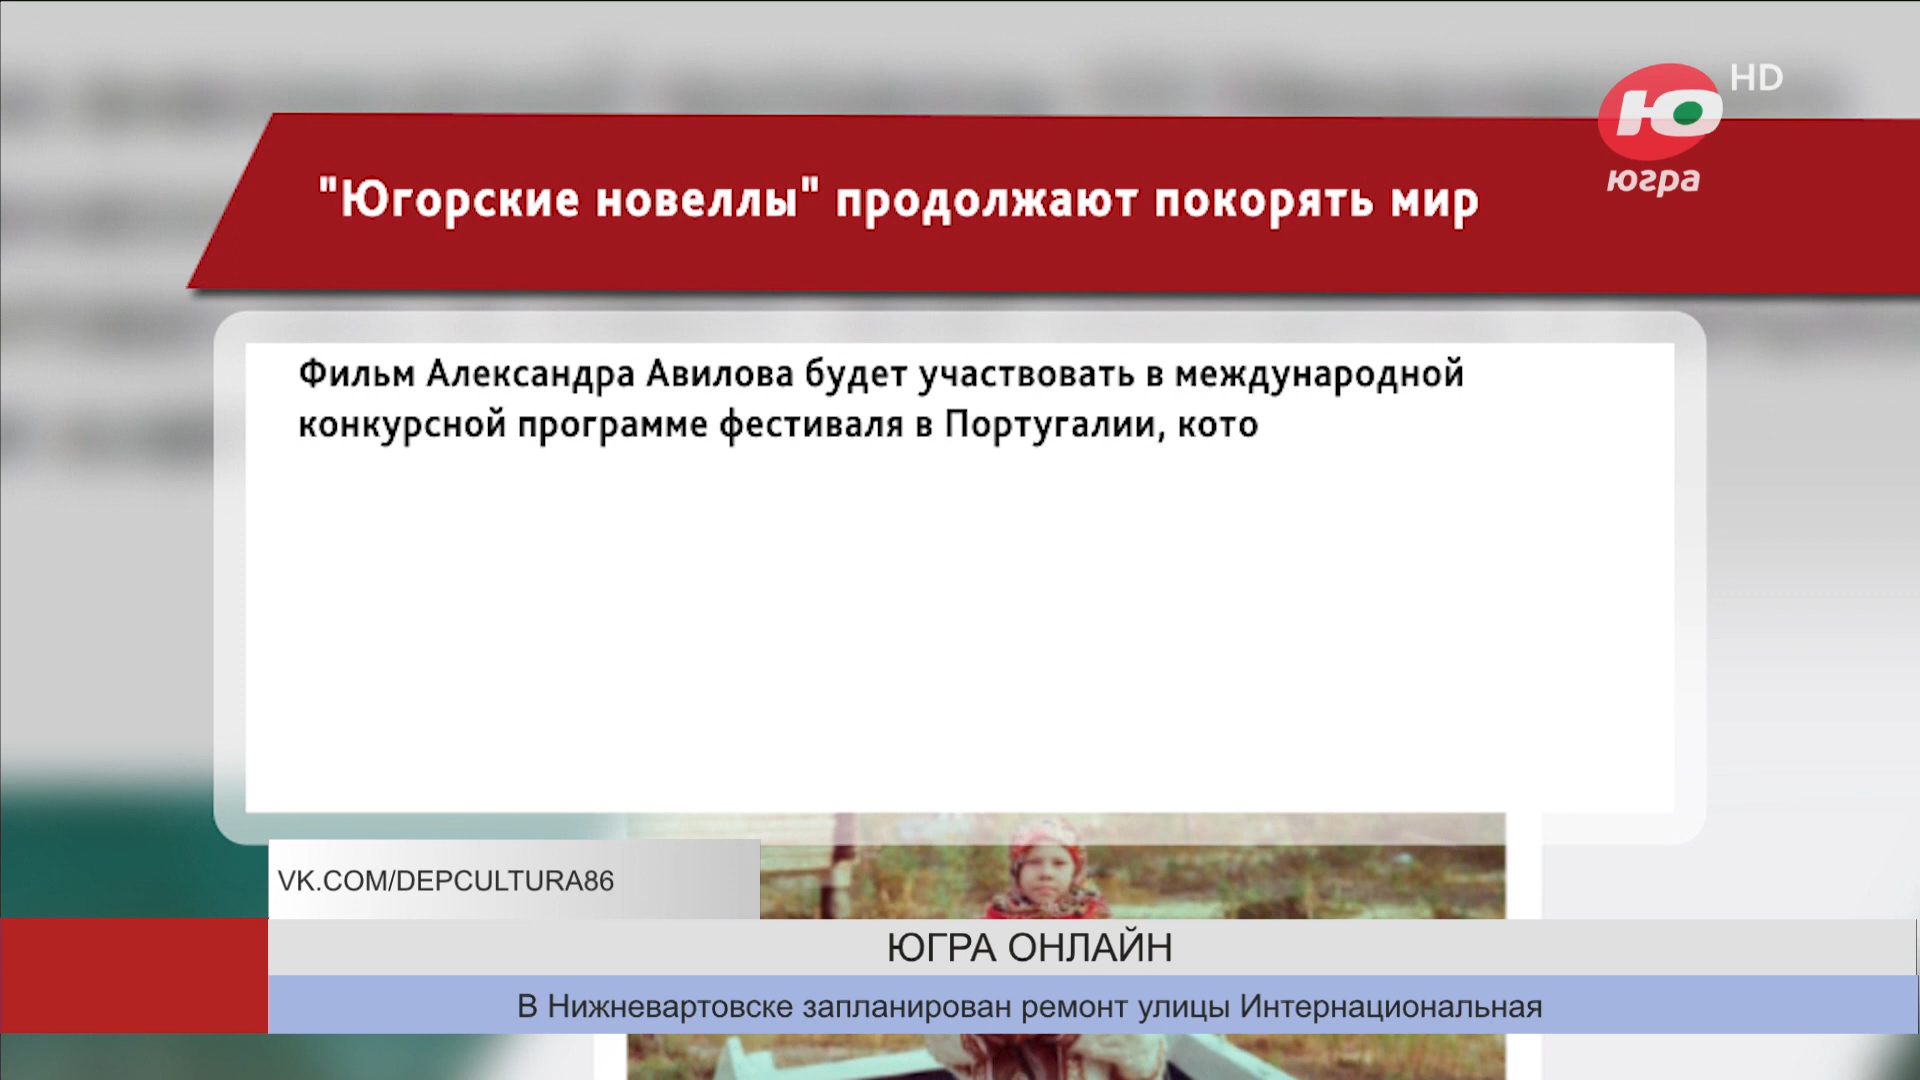 HD
Ю
югра
"Югорские новеллы" продолжают покорять мир
Фильм Александра Авилова будет участвовать в международной
конкурсной программе фестиваля в Португалии, кото
VK.COM/DEPCULTURA86
ЮГРА ОНЛАЙН
В Нижневартовске запланирован ремонт улицы Интернациональная